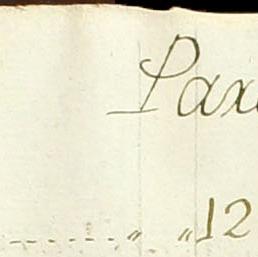 Pax
........ „ „ 12